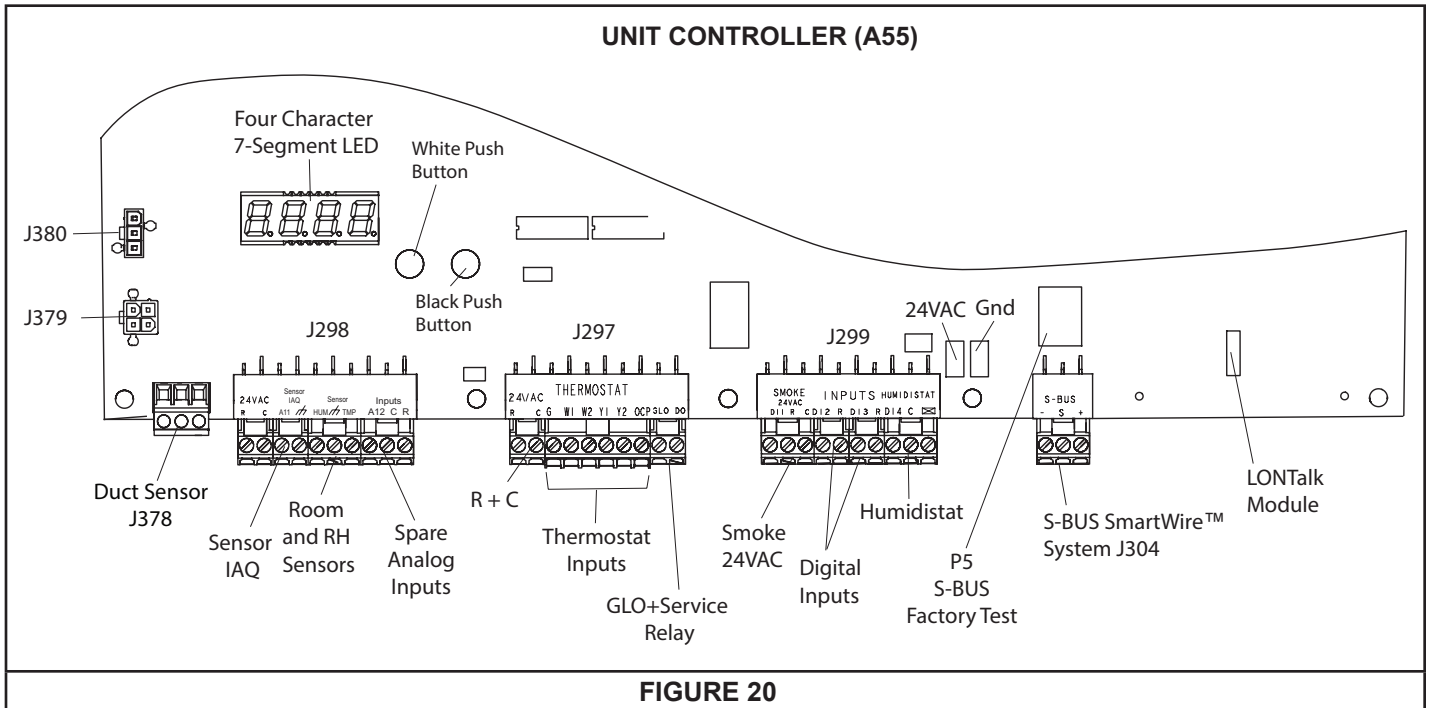 UNIT CONTROLLER (A55)
Four Character
7-Segment LED
White Push
Button
J380
J379
Black Push
Button
24VAC
Gnd
J298
J297
J299
24VAC
R C
Sensor
IAQ
A11
Sensor
HUM TMP
Inputs
A12 C R
24VAC
R C
THERMOSTAT
G W1 W2 Y1 Y2 OCP GLO DO
SMOKE
24VAC
INPUTS
HUMIDISTAT
DI1 R C DI2 R DI3 R DI4 C
S-BUS
- S +
Duct Sensor
J378
Sensor
IAQ
Room
and RH
Sensors
Spare
Analog
Inputs
R + C
Thermostat
Inputs
GLO+Service
Relay
Smoke
24VAC
Digital
Inputs
Humidistat
P5
S-BUS
Factory Test
S-BUS SmartWire™
System J304
LONTalk
Module
FIGURE 20